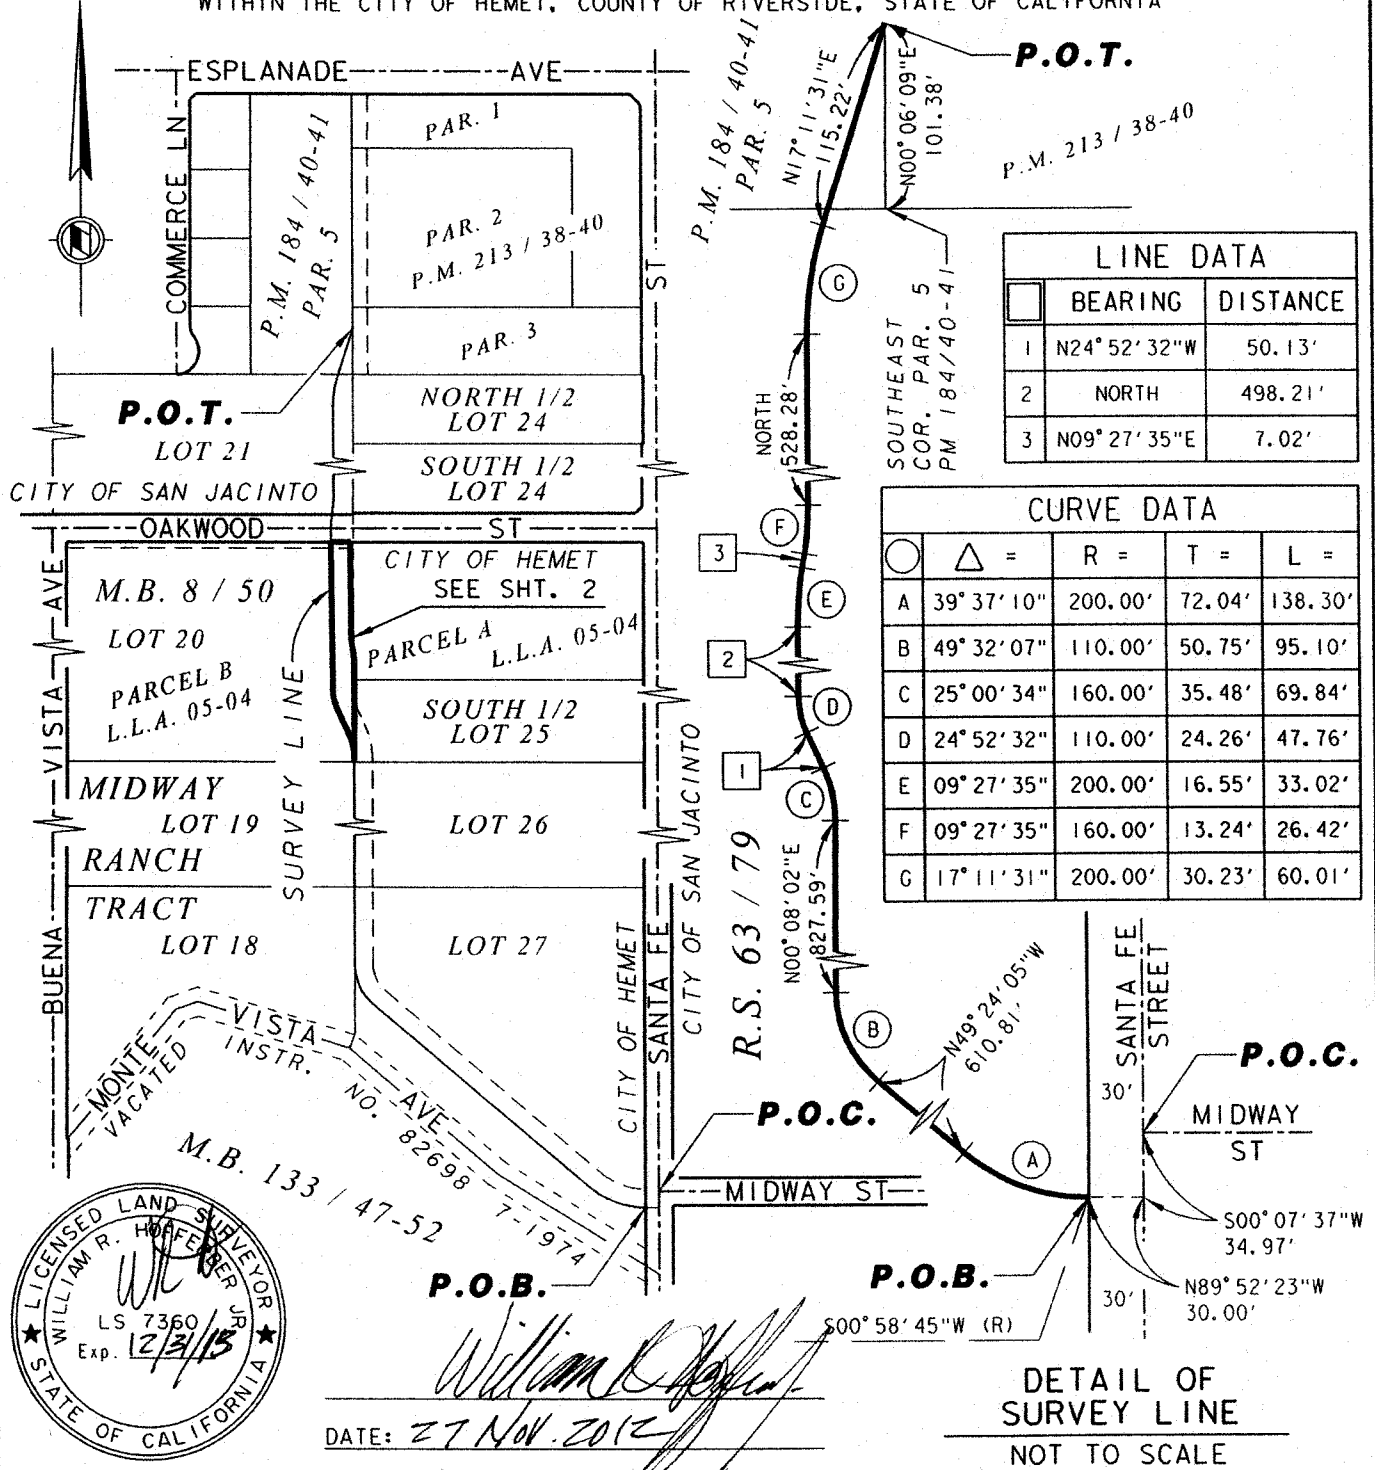 WITHIN THE CITY OF HEMET, COUNTY OF RIVERSIDE, STATE OF CALIFORNIA
ESPLANADE AVE
COMMERCE LN
P.M. 184 / 40-41
PAR. 5
PAR. 1
PAR. 2
P.M. 213 / 38-40
PAR. 3
ST
P.O.T.
LOT 21
NORTH 1/2
LOT 24
SOUTH 1/2
LOT 24
CITY OF SAN JACINTO
OAKWOOD ST
CITY OF HEMET
SEE SHT. 2
M.B. 8 / 50
LOT 20
PARCEL B
L.L.A. 05-04
PARCEL A
L.L.A. 05-04
SOUTH 1/2
LOT 25
SURVEY LINE
BUENA VISTA AVE
MIDWAY
LOT 19
RANCH
TRACT
LOT 18
LOT 26
LOT 27
CITY OF HEMET
SANTA FE
CITY OF SAN JACINTO
MONTE VISTA AVE
VACATED
INSTR. NO. 82698 7-1974
M.B. 133 / 47-52
P.O.C.
MIDWAY ST
P.O.B.
P.O.T.
P.M. 184 / 40-41
PAR. 5
N17°11'31"E
115.22'
N00°06'09"E
101.38'
P.M. 213 / 38-40
G
SOUTHEAST
COR. PAR. 5
PM 184/40-41
NORTH
528.28'
F
3
E
2
D
1
C
R.S. 63 / 79
N00°08'02"E
827.59'
B
N49°24'05"W
610.81'
A
LINE DATA
BEARING DISTANCE
1 N24°52'32"W 50.13'
2 NORTH 498.21'
3 N09°27'35"E 7.02'
CURVE DATA
△ = R = T = L =
A 39°37'10" 200.00' 72.04' 138.30'
B 49°32'07" 110.00' 50.75' 95.10'
C 25°00'34" 160.00' 35.48' 69.84'
D 24°52'32" 110.00' 24.26' 47.76'
E 09°27'35" 200.00' 16.55' 33.02'
F 09°27'35" 160.00' 13.24' 26.42'
G 17°11'31" 200.00' 30.23' 60.01'
SANTA FE
STREET
30'
P.O.C.
MIDWAY
ST
S00°07'37"W
34.97'
N89°52'23"W
30.00'
30'
P.O.B.
S00°58'45"W (R)
DETAIL OF
SURVEY LINE
NOT TO SCALE
LICENSED LAND SURVEYOR
WILLIAM R. HOFFERBER JR
LS 7360
Exp. 12/31/13
STATE OF CALIFORNIA
DATE: 27 Nov. 2012